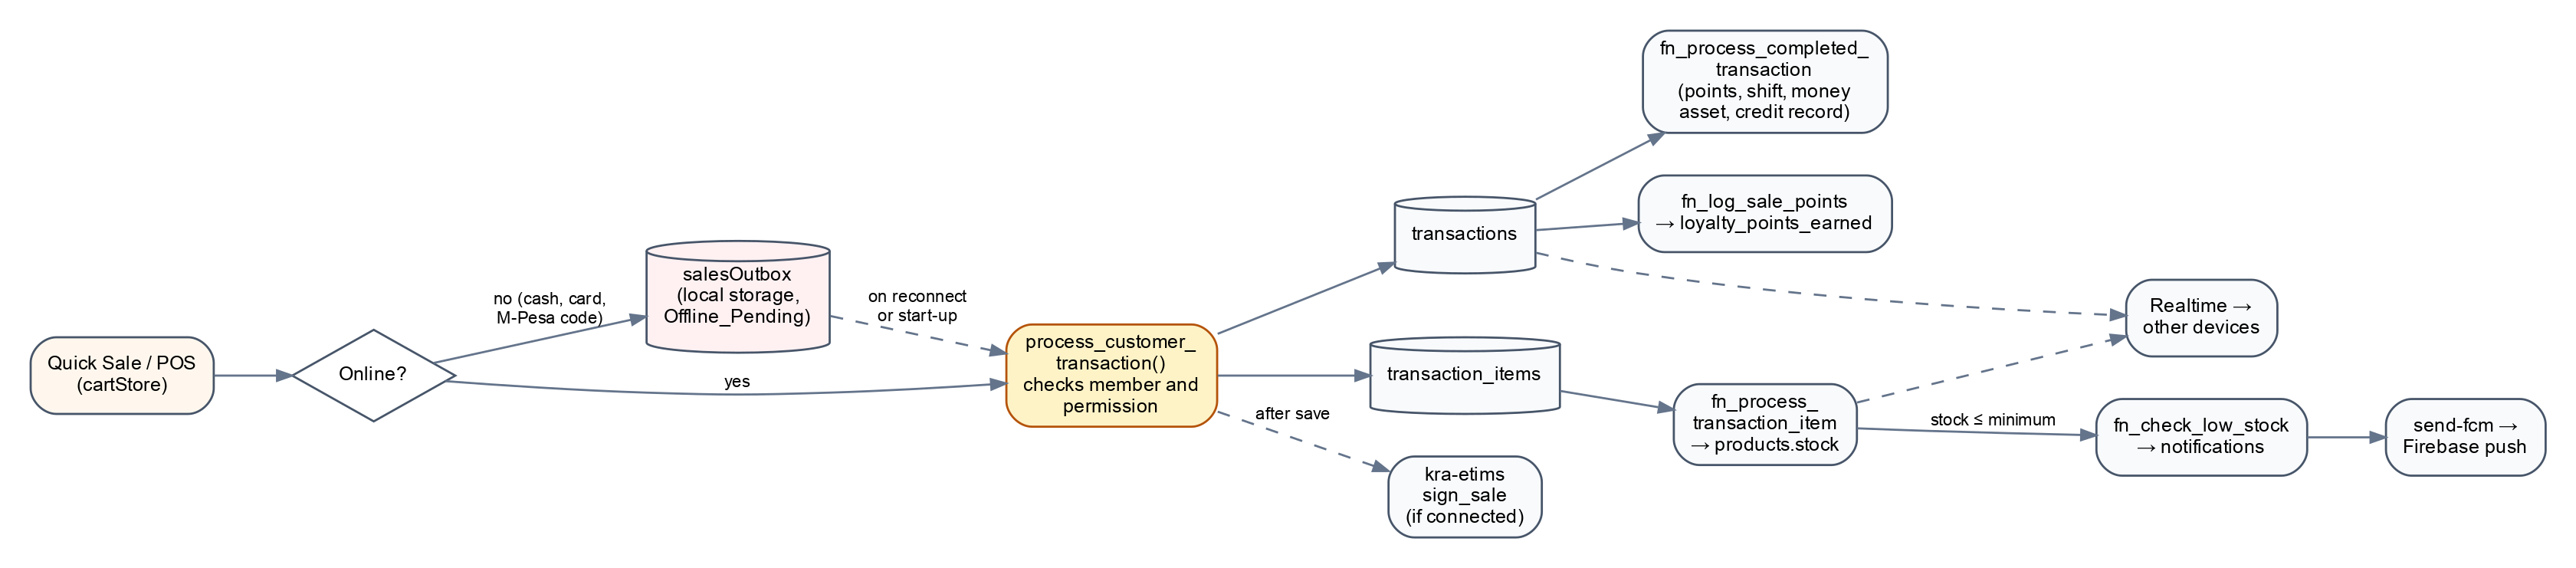 Quick Sale / POS
(cartStore)
Online?
no (cash, card,
M-Pesa code)
yes
salesOutbox
(local storage,
Offline_Pending)
on reconnect
or start-up
process_customer_
transaction()
checks member and
permission
after save
transactions
transaction_items
kra-etims
sign_sale
(if connected)
fn_process_completed_
transaction
(points, shift, money
asset, credit record)
fn_log_sale_points
→ loyalty_points_earned
fn_process_
transaction_item
→ products.stock
stock ≤ minimum
Realtime →
other devices
fn_check_low_stock
→ notifications
send-fcm →
Firebase push